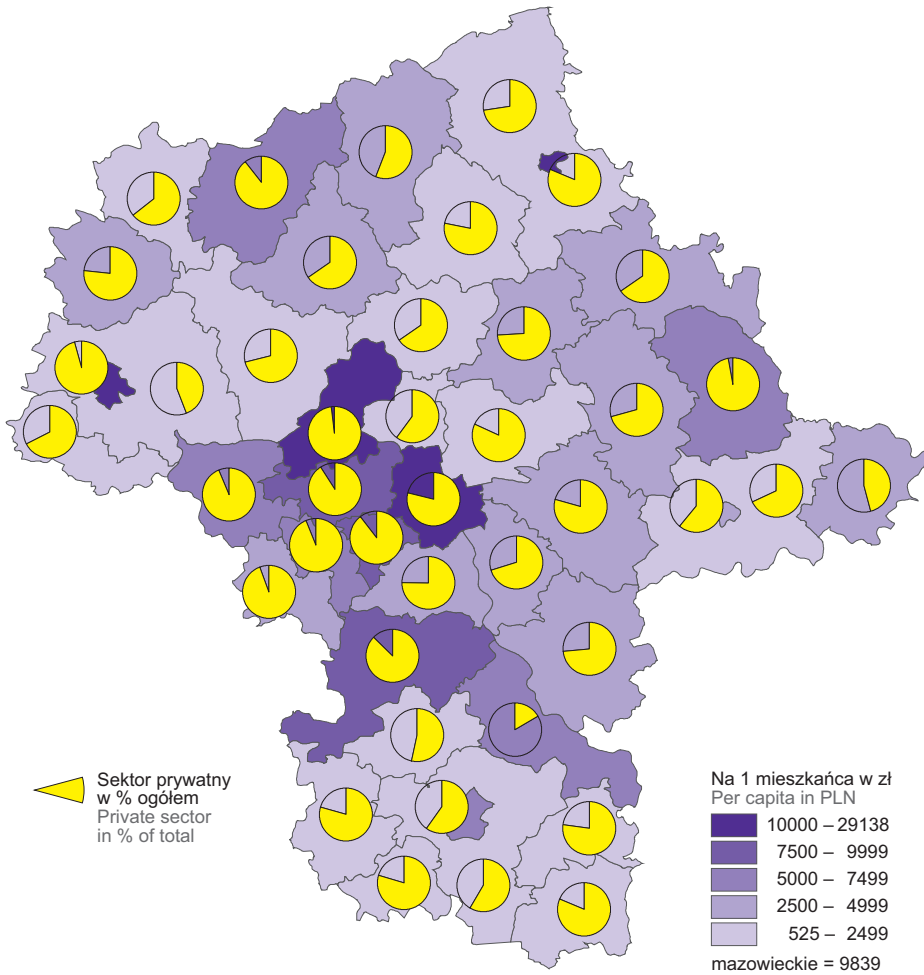 Sektor prywatny
w % ogółem
Private sector
in % of total
Na 1 mieszkańca w zł
Per capita in PLN
10000 – 29138
7500 – 9999
5000 – 7499
2500 – 4999
525 – 2499
mazowieckie = 9839